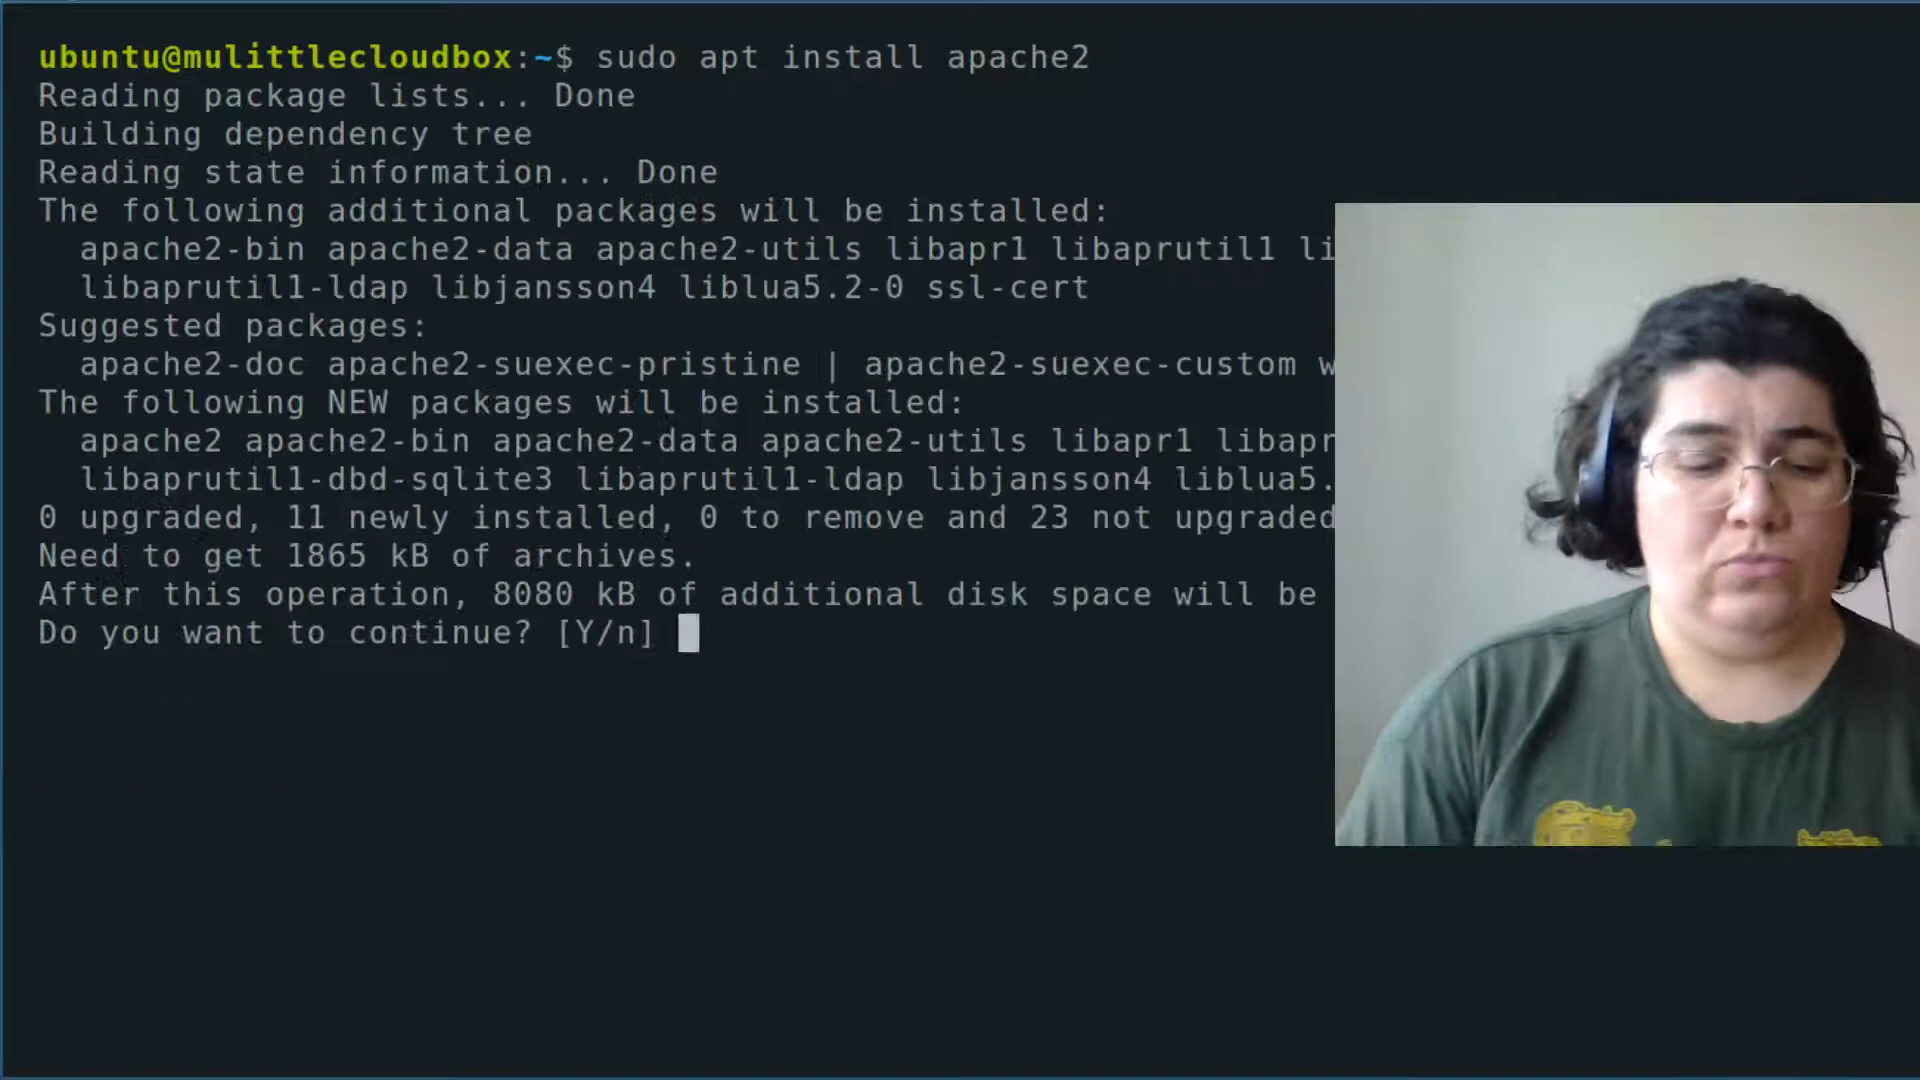 ubuntu@mulittlecloudbox:~$ sudo apt install apache2
Reading package lists... Done
Building dependency tree
Reading state information... Done
The following additional packages will be installed:
apache2-bin apache2-data apache2-utils libapr1 libaprutil1 li
libaprutil1-ldap libjansson4 liblua5.2-0 ssl-cert
Suggested packages:
apache2-doc apache2-suexec-pristine | apache2-suexec-custom w
The following NEW packages will be installed:
apache2 apache2-bin apache2-data apache2-utils libapr1 libapr
libaprutil1-dbd-sqlite3 libaprutil1-ldap libjansson4 liblua5.
0 upgraded, 11 newly installed, 0 to remove and 23 not upgraded
Need to get 1865 kB of archives.
After this operation, 8080 kB of additional disk space will be
Do you want to continue? [Y/n]